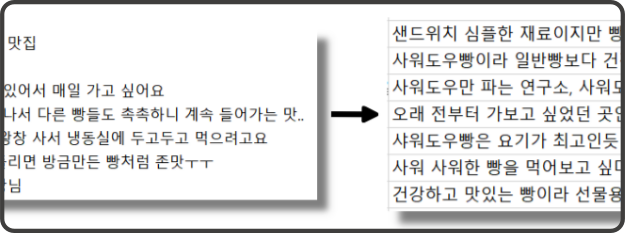 맛집
있어서 매일 가고 싶어요
나서 다른 빵들도 촉촉하니 계속 들어가는 맛..
왕창 사서 냉동실에 두고두고 먹으려고요
리면 방금만든 빵처럼 존맛ㅜㅜ
님
샌드위치 심플한 재료이지만 빵
사워도우빵이라 일반빵보다 건
사워도우만 파는 연구소, 사워도
오래 전부터 가보고 싶었던 곳인
샤워도우빵은 요기가 최고인듯
사워 사워한 빵을 먹어보고 싶다
건강하고 맛있는 빵이라 선물용